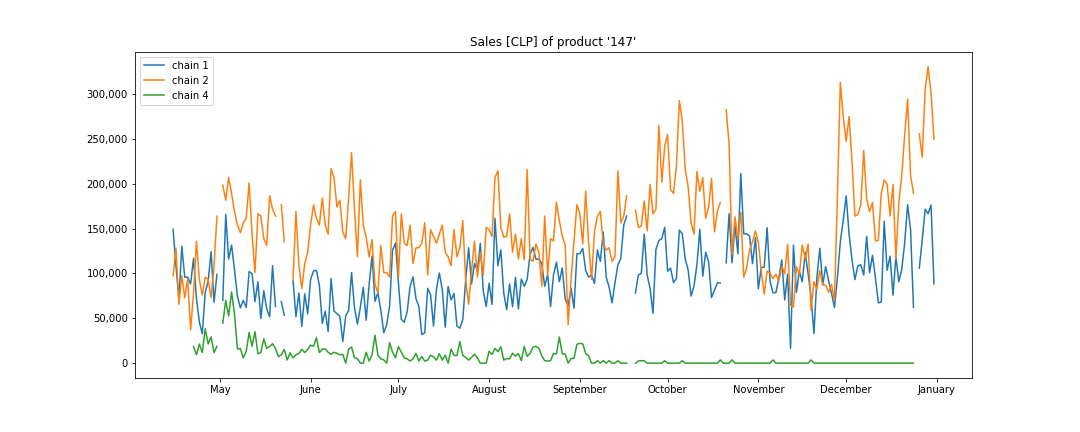 Sales [CLP] of product '147'
chain 1
chain 2
chain 4
300,000
250,000
200,000
150,000
100,000
50,000
0
May June July August September October November December January